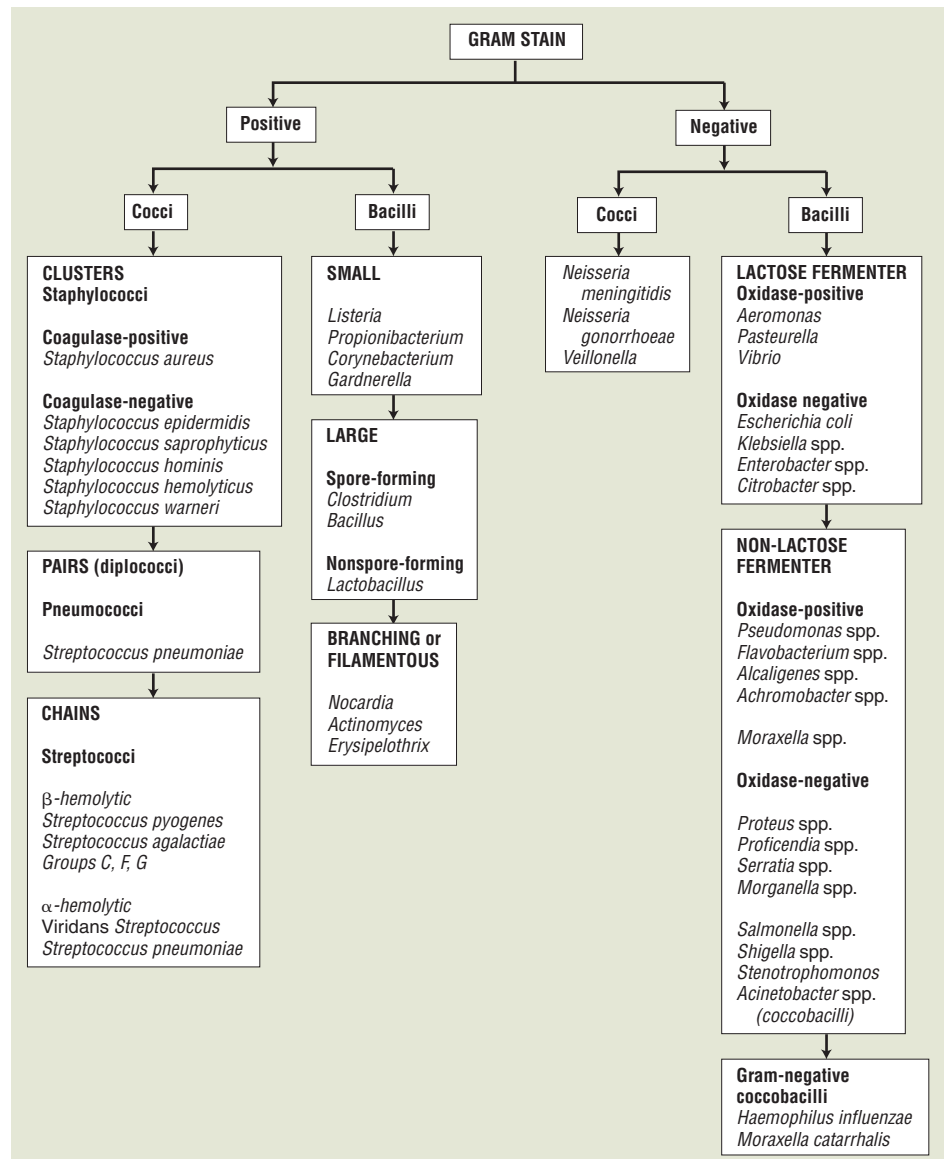 GRAM STAIN
Positive
Negative
Cocci
Bacilli
Cocci
Bacilli
CLUSTERS
Staphylococci
Coagulase-positive
Staphylococcus aureus
Coagulase-negative
Staphylococcus epidermidis
Staphylococcus saprophyticus
Staphylococcus hominis
Staphylococcus hemolyticus
Staphylococcus warneri
PAIRS (diplococci)
Pneumococci
Streptococcus pneumoniae
CHAINS
Streptococci
β-hemolytic
Streptococcus pyogenes
Streptococcus agalactiae
Groups C, F, G
α-hemolytic
Viridans Streptococcus
Streptococcus pneumoniae
SMALL
Listeria
Propionibacterium
Corynebacterium
Gardnerella
LARGE
Spore-forming
Clostridium
Bacillus
Nonspore-forming
Lactobacillus
BRANCHING or
FILAMENTOUS
Nocardia
Actinomyces
Erysipelothrix
Neisseria
meningitidis
Neisseria
gonorrhoeae
Veillonella
LACTOSE FERMENTER
Oxidase-positive
Aeromonas
Pasteurella
Vibrio
Oxidase negative
Escherichia coli
Klebsiella spp.
Enterobacter spp.
Citrobacter spp.
NON-LACTOSE
FERMENTER
Oxidase-positive
Pseudomonas spp.
Flavobacterium spp.
Alcaligenes spp.
Achromobacter spp.
Moraxella spp.
Oxidase-negative
Proteus spp.
Proficendia spp.
Serratia spp.
Morganella spp.
Salmonella spp.
Shigella spp.
Stenotrophomonos
Acinetobacter spp.
(coccobacilli)
Gram-negative
coccobacilli
Haemophilus influenzae
Moraxella catarrhalis